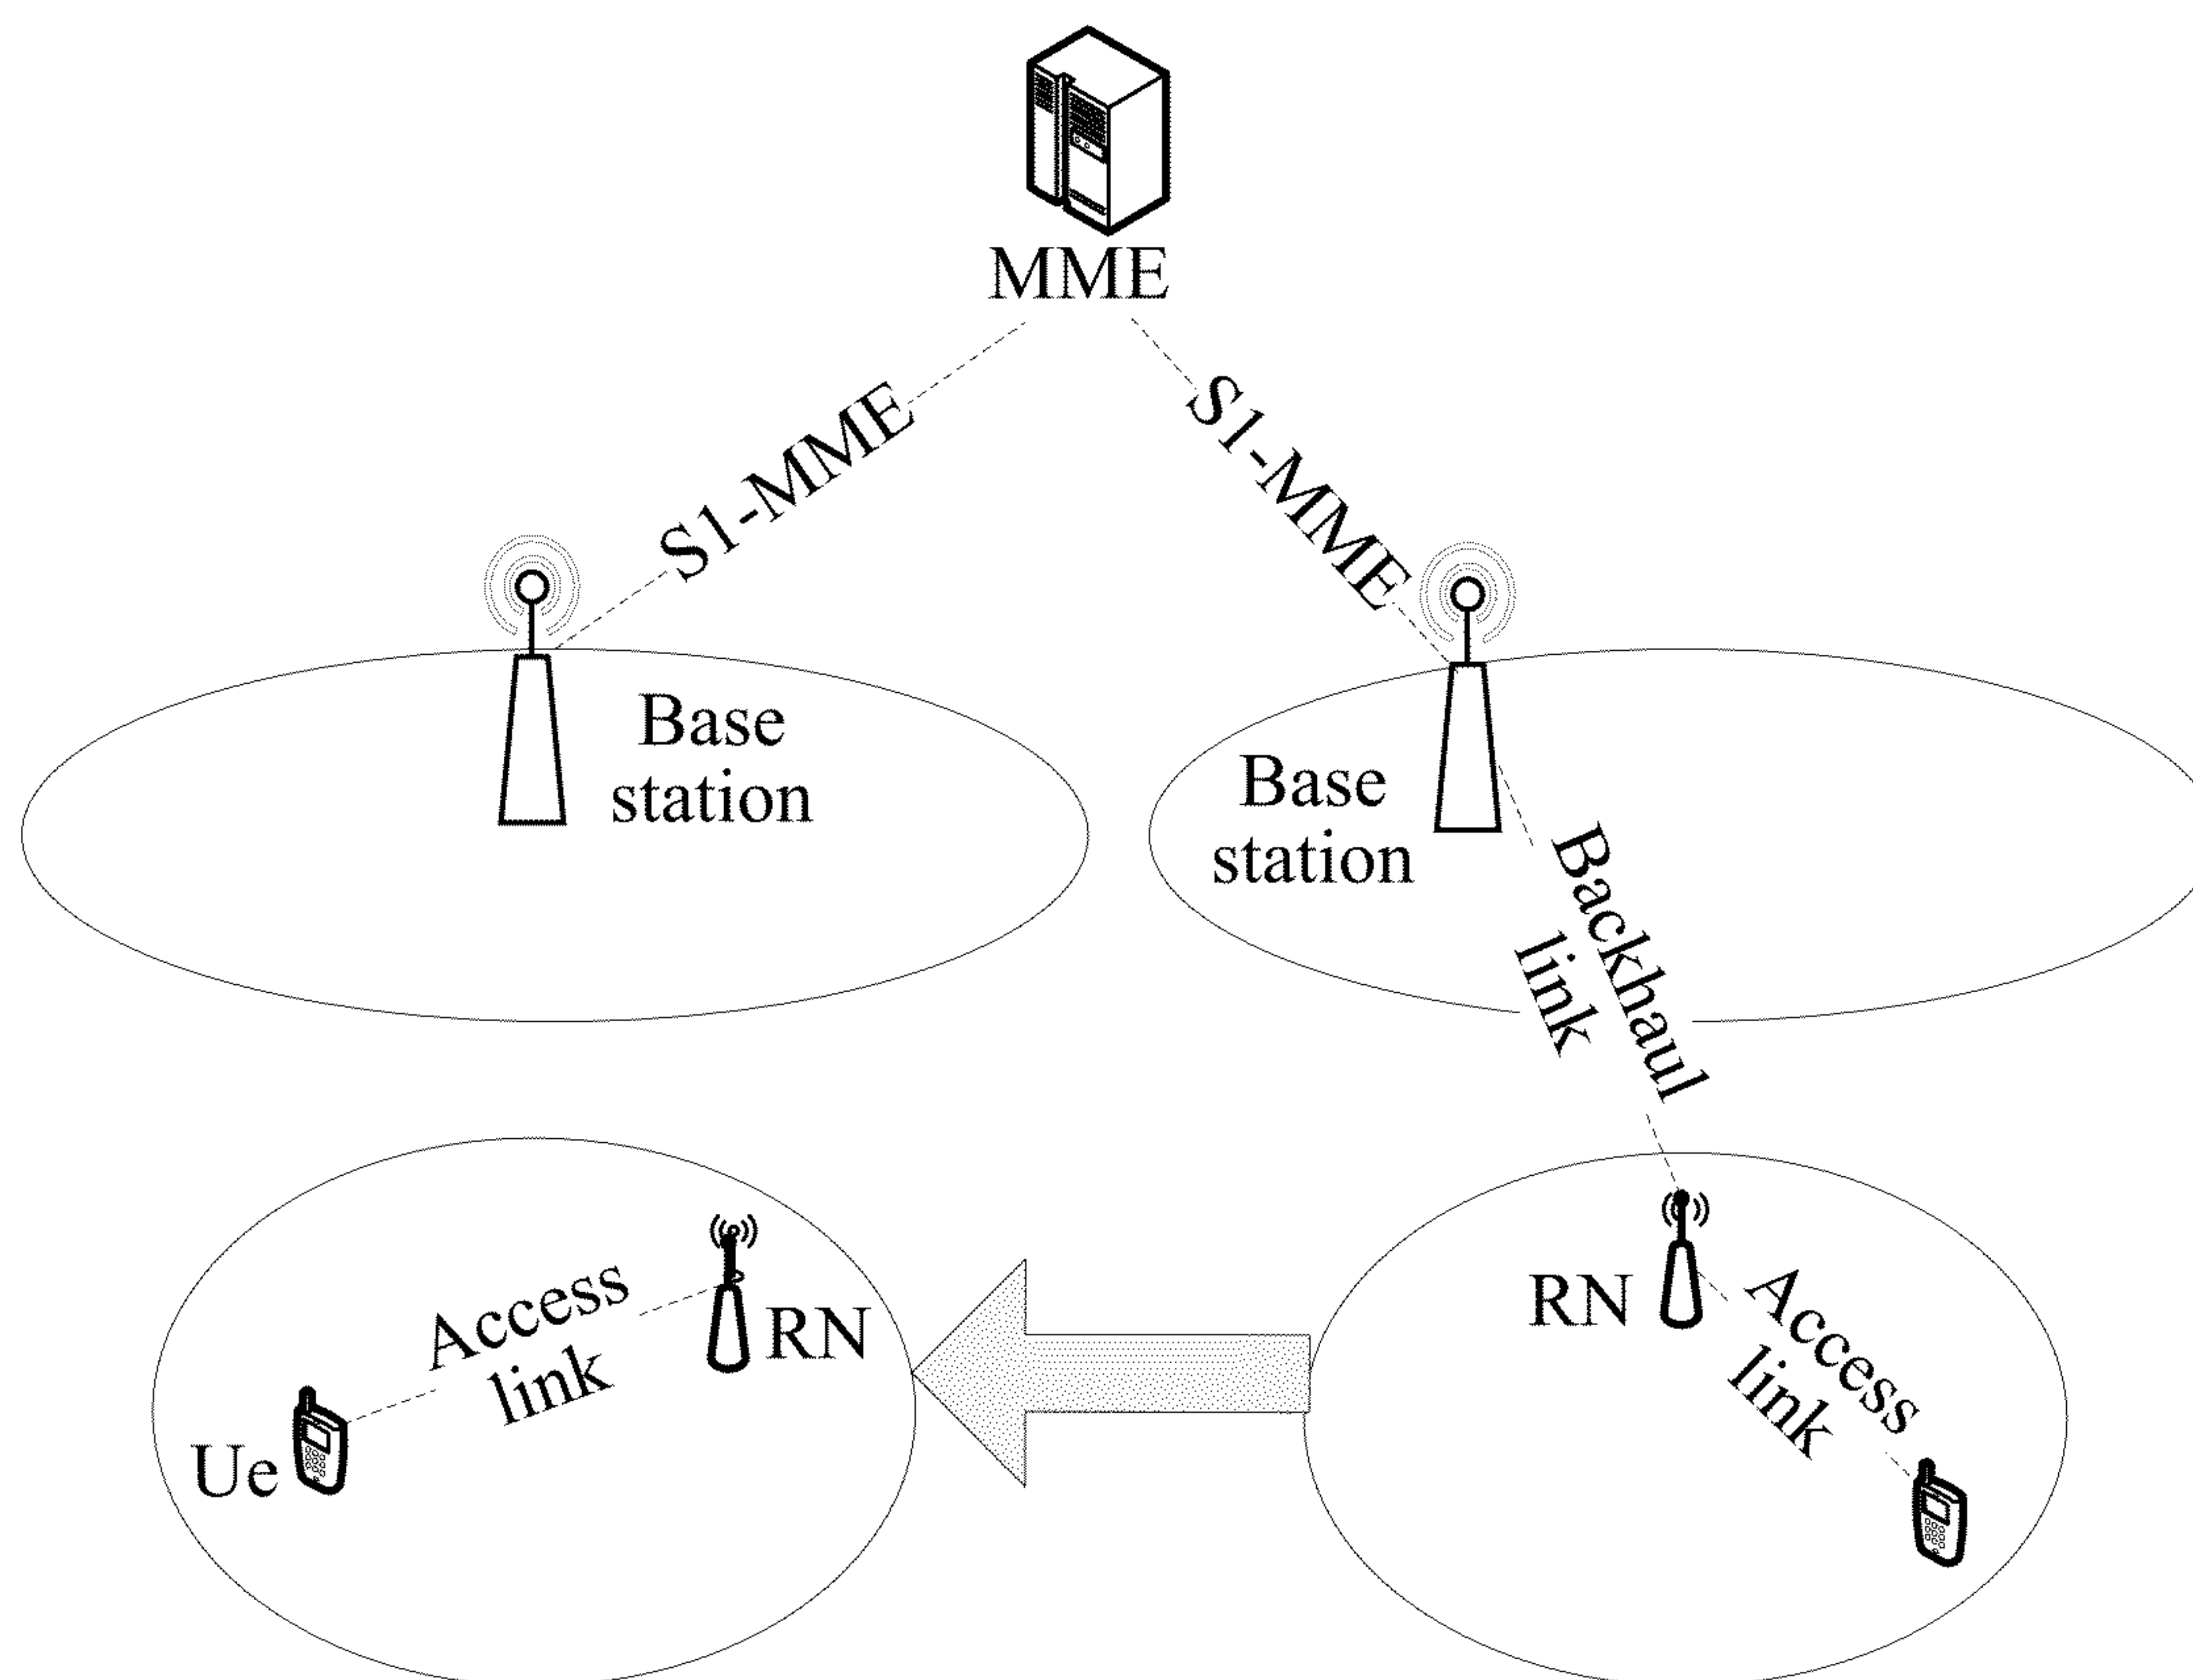 MME
S1-MME
S1-MME
Base
station
Base
station
Backhaul
link
Access
link
RN
Ue
RN
Access
link